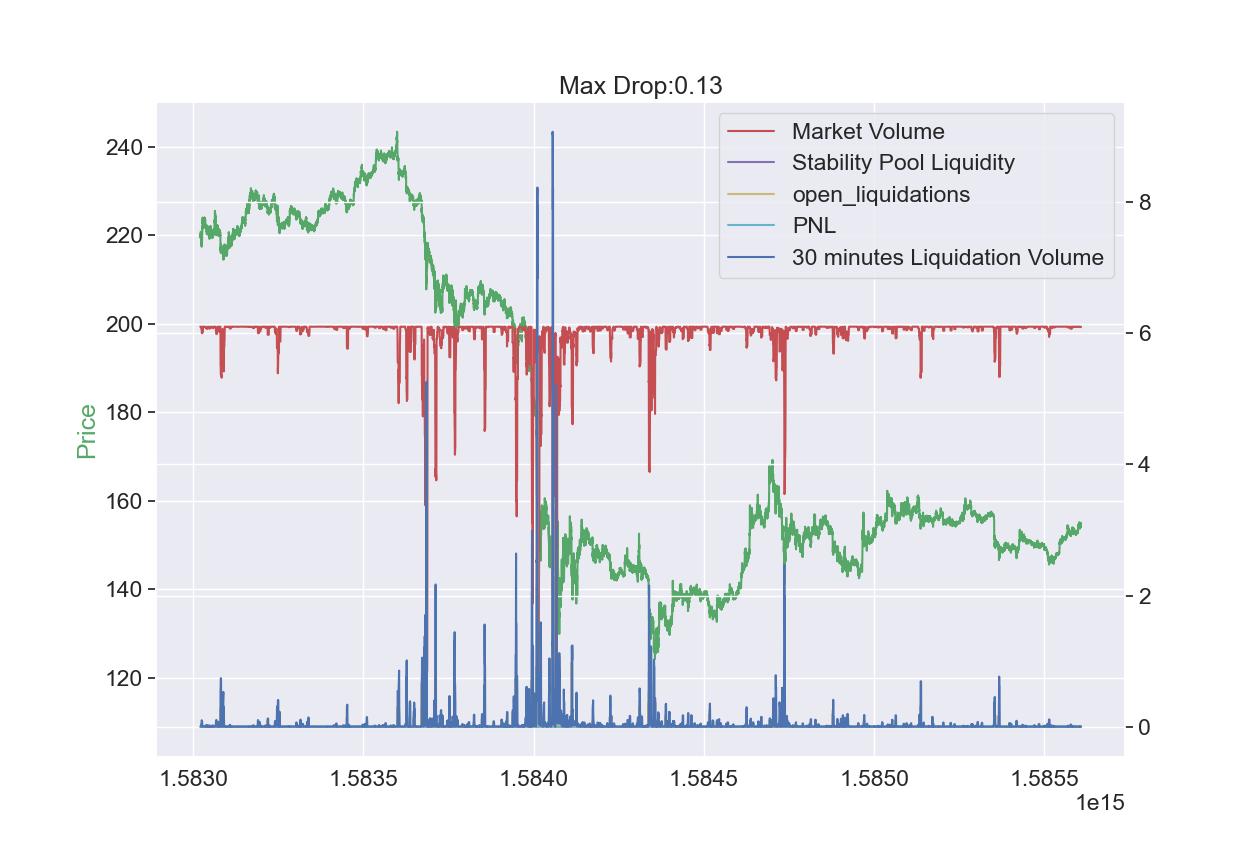 Max Drop:0.13
Market Volume
Stability Pool Liquidity
open_liquidations
PNL
30 minutes Liquidation Volume
Price
240
220
200
180
160
140
120
8
6
4
2
0
1.5830 1.5835 1.5840 1.5845 1.5850 1.5855
1e15